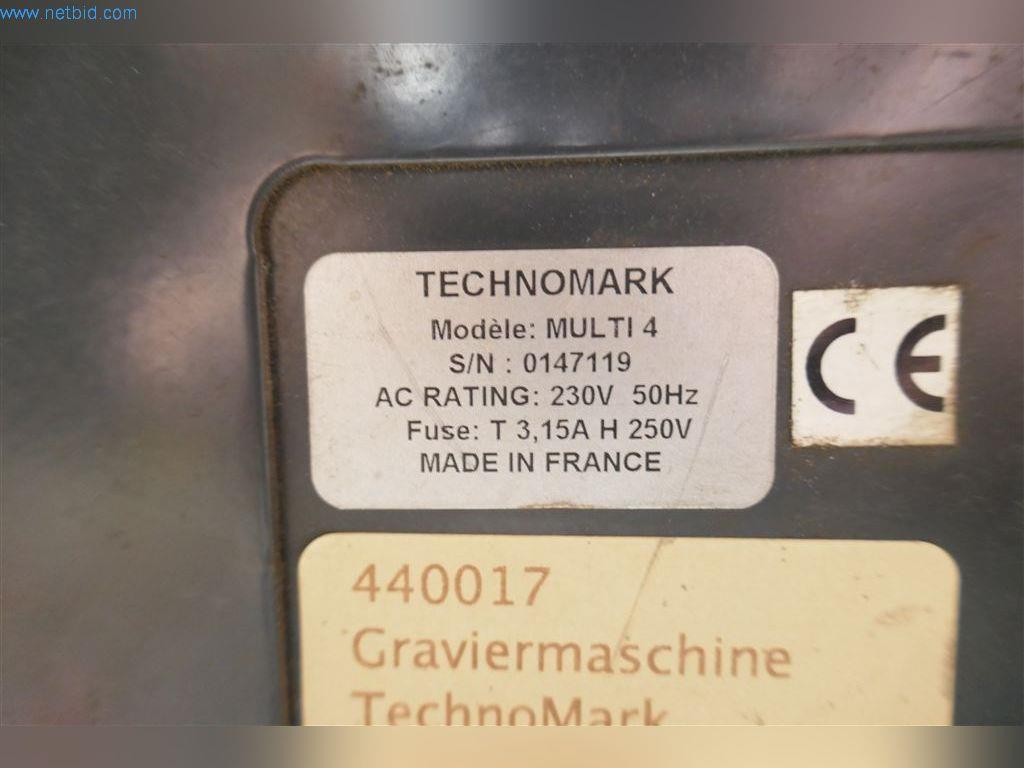 www.netbid.com
TECHNOMARK
Modèle: MULTI 4
S/N : 0147119
AC RATING: 230V 50Hz
Fuse: T 3,15A H 250V
MADE IN FRANCE
CE
440017
Graviermaschine
TechnoMark